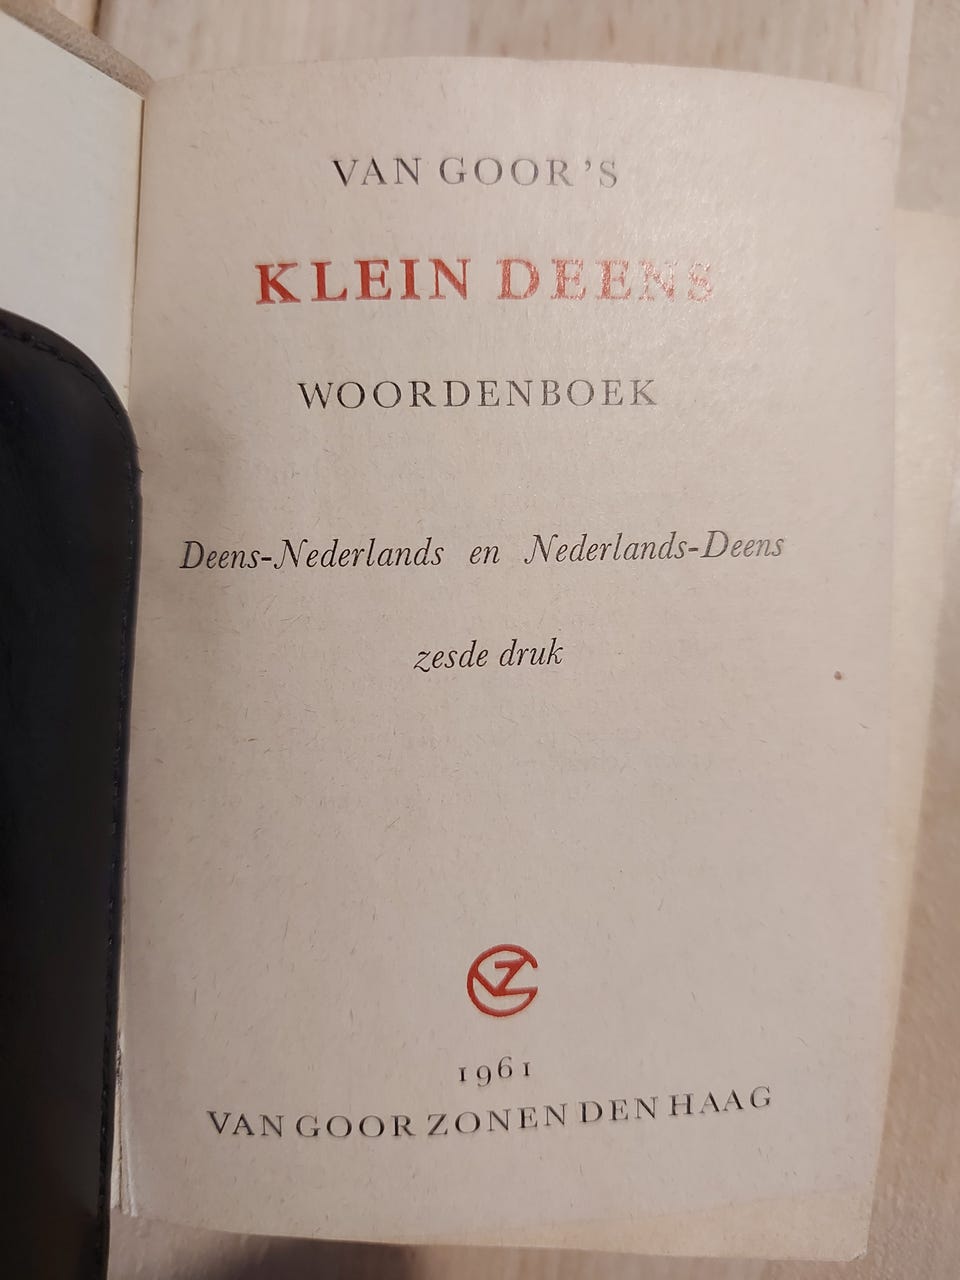 VAN GOOR'S
KLEIN DEENS
WOORDENBOEK
Deens-Nederlands en Nederlands-Deens
zesde druk
1961
VAN GOOR ZONEN DEN HAAG